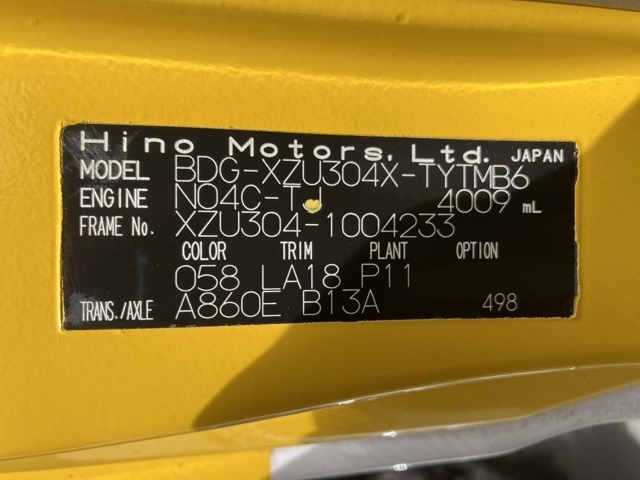 Hino Motors, Ltd. JAPAN
MODEL BDG-XZU304X-TYTMB6
ENGINE N04C-TJ 4009 mL
FRAME No. XZU304-1004233
COLOR TRIM PLANT OPTION
058 LA18 P11
TRANS./AXLE A860E B13A 498